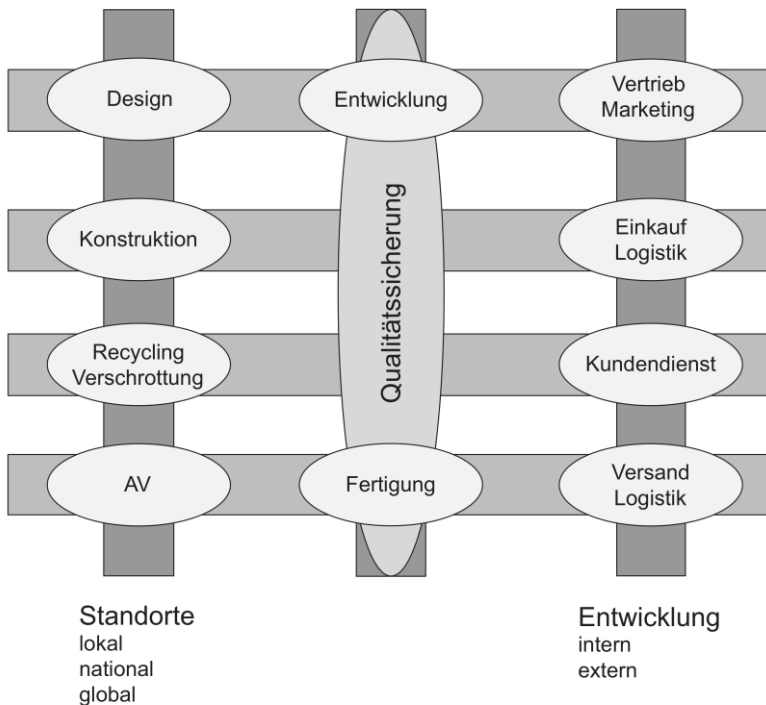 Design
Entwicklung
Vertrieb
Marketing
Konstruktion
Qualitätssicherung
Einkauf
Logistik
Recycling
Verschrottung
Kundendienst
AV
Fertigung
Versand
Logistik
Standorte
lokal
national
global
Entwicklung
intern
extern